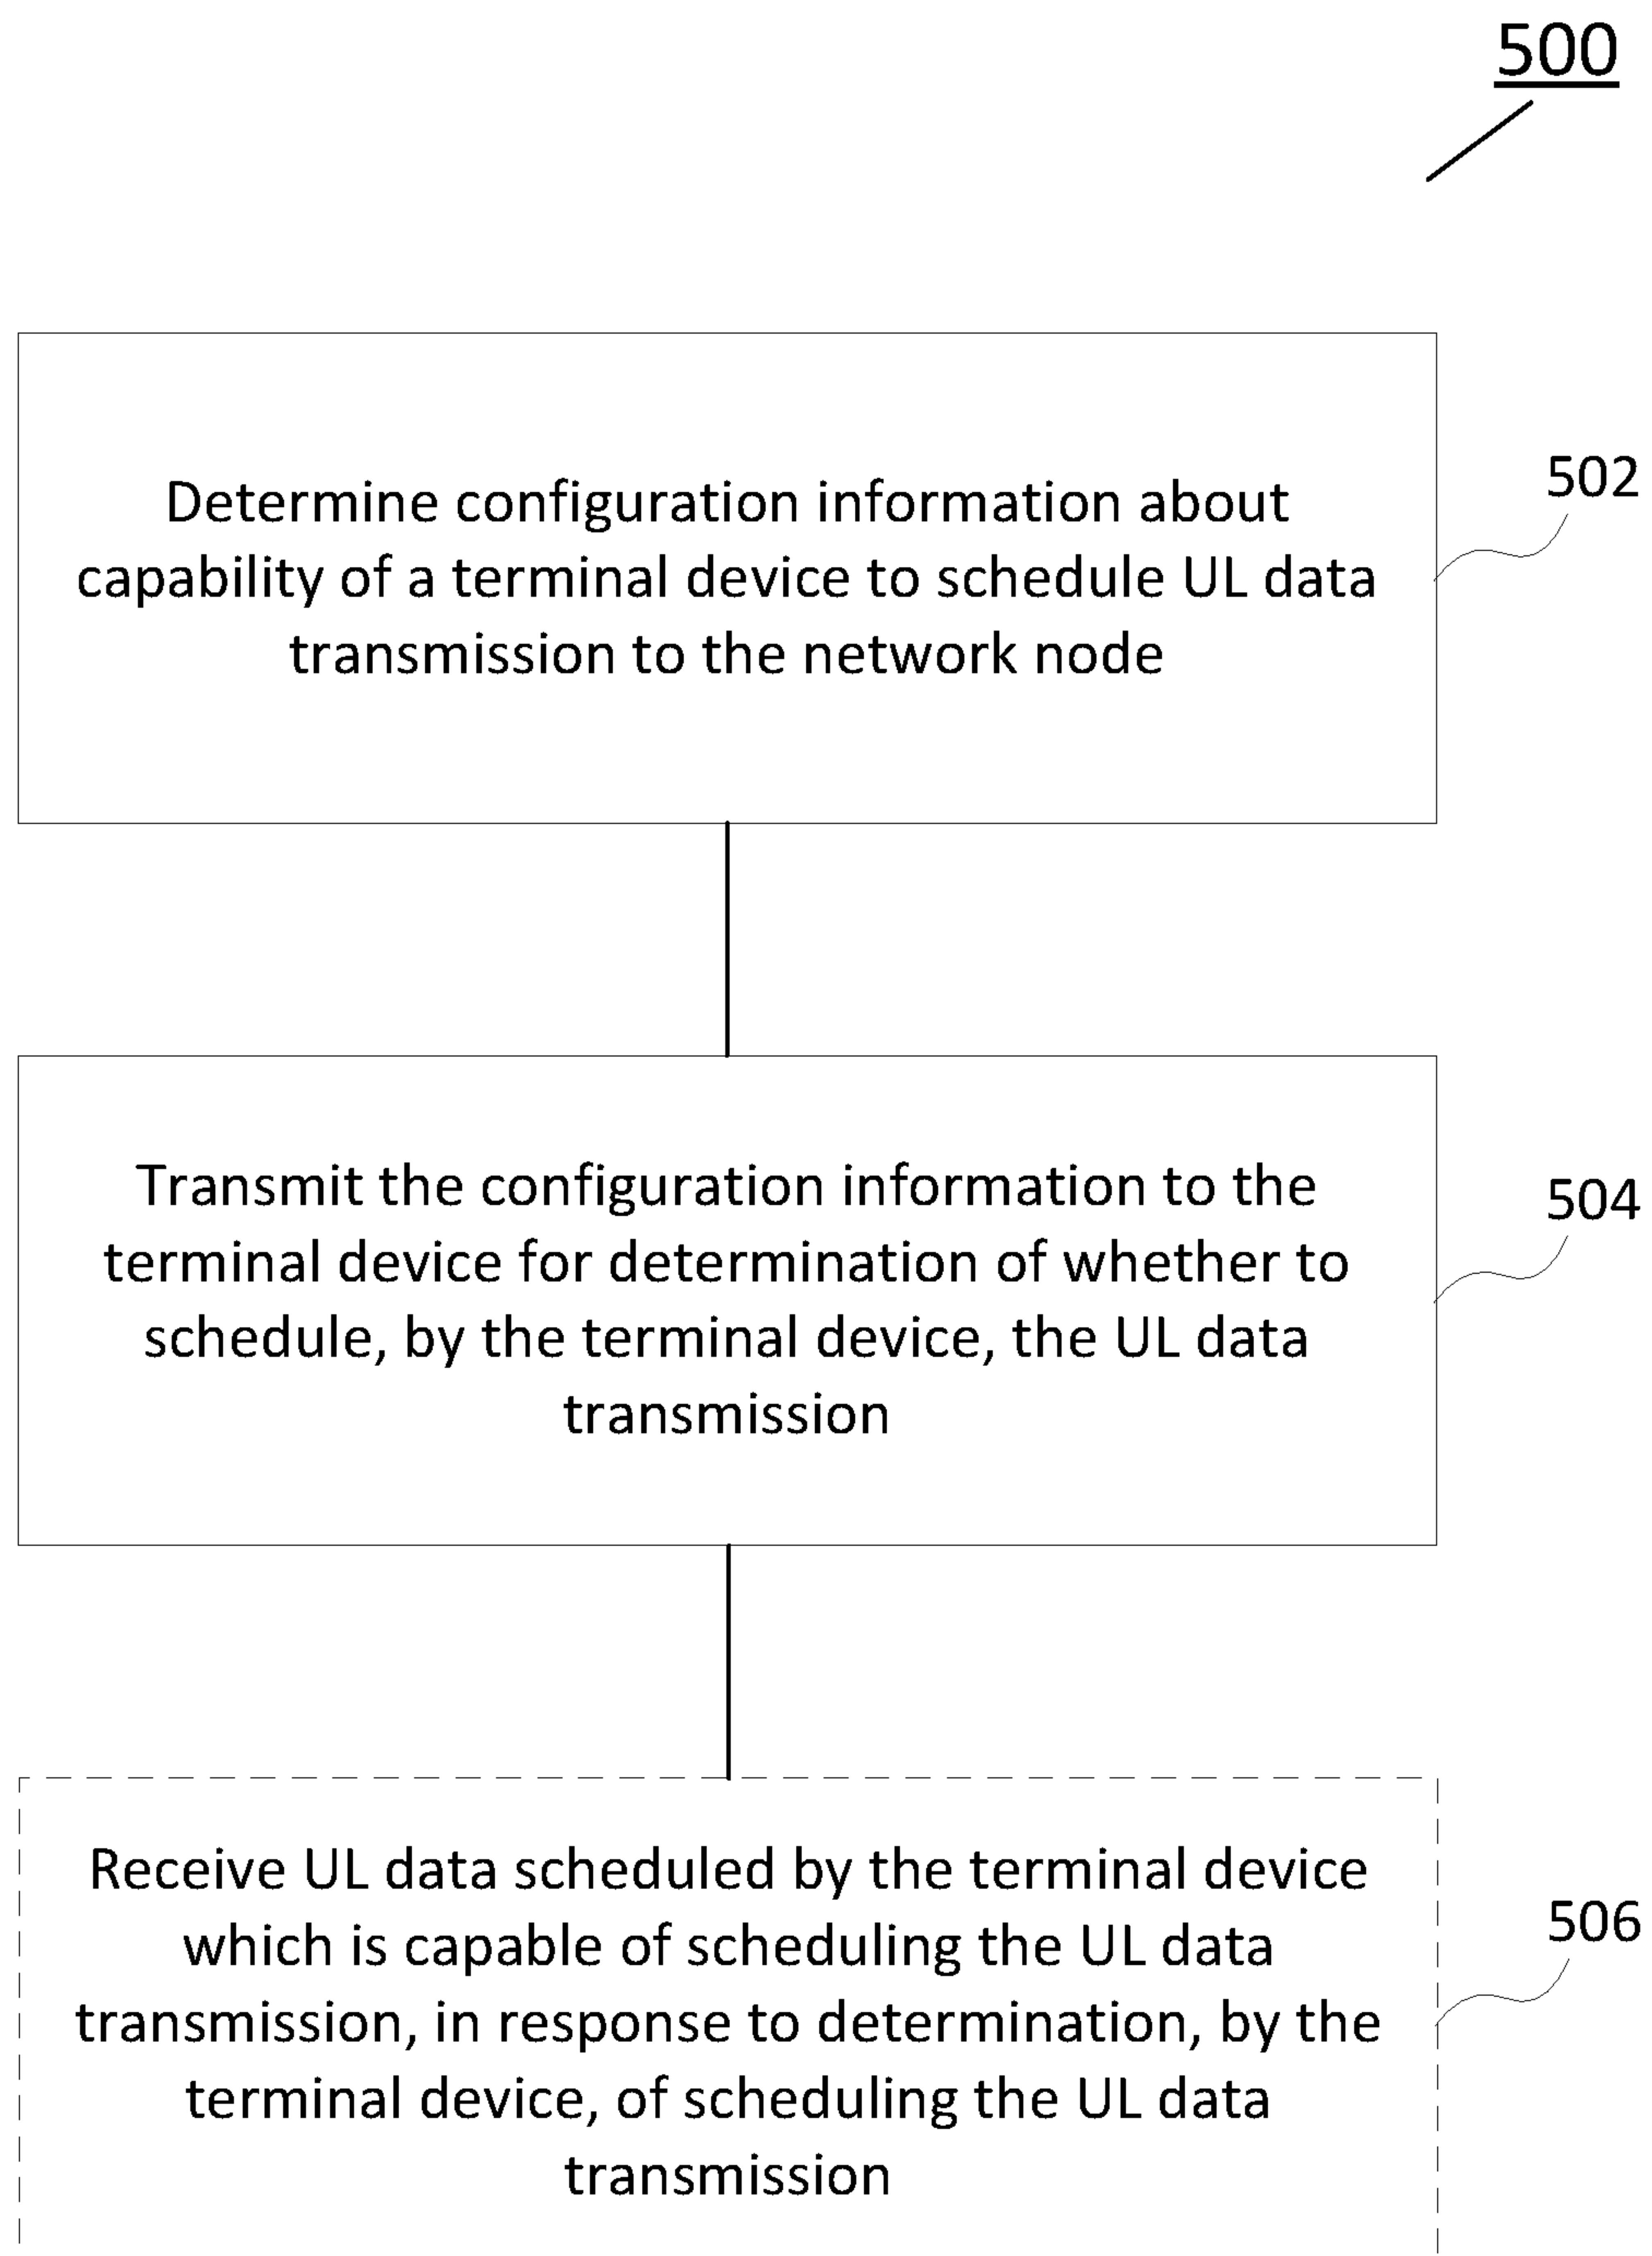 500
Determine configuration information about
capability of a terminal device to schedule UL data
transmission to the network node
502
Transmit the configuration information to the
terminal device for determination of whether to
schedule, by the terminal device, the UL data
transmission
504
Receive UL data scheduled by the terminal device
which is capable of scheduling the UL data
transmission, in response to determination, by the
terminal device, of scheduling the UL data
transmission
506